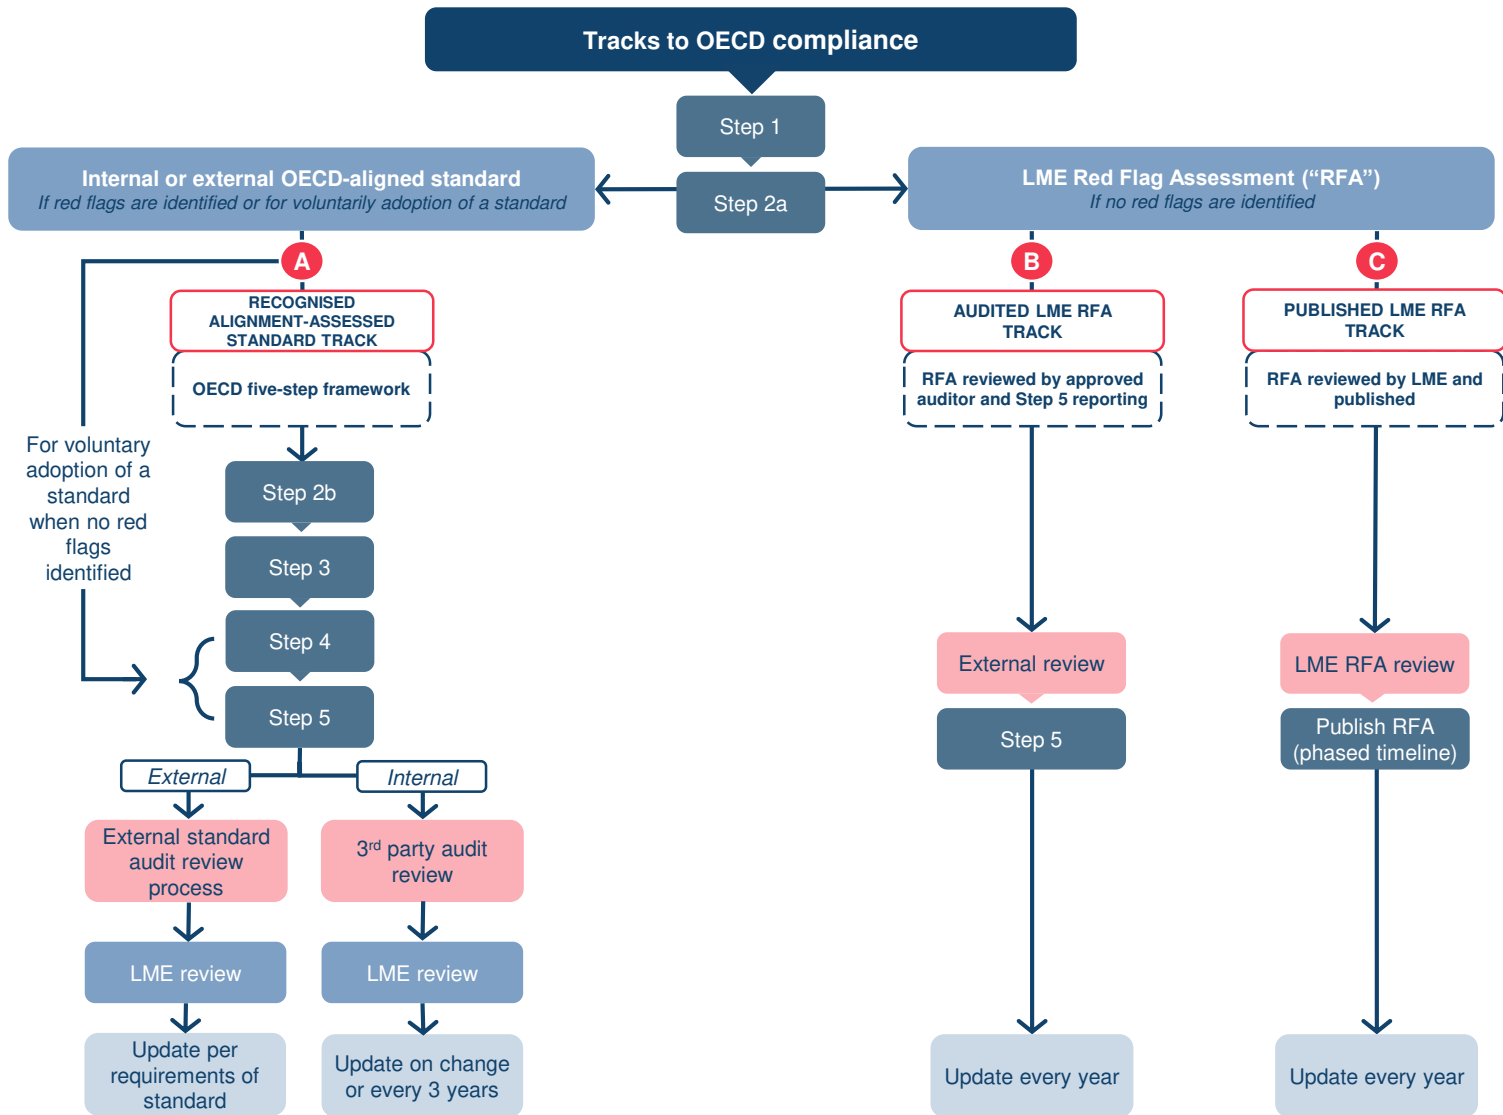 Tracks to OECD compliance
Step 1
Step 2a
Internal or external OECD-aligned standard
If red flags are identified or for voluntarily adoption of a standard
LME Red Flag Assessment (“RFA”)
If no red flags are identified
A
RECOGNISED
ALIGNMENT-ASSESSED
STANDARD TRACK
OECD five-step framework
For voluntary
adoption of a
standard
when no red
flags
identified
Step 2b
Step 3
Step 4
Step 5
External
Internal
External standard
audit review
process
3rd party audit
review
LME review
LME review
Update per
requirements of
standard
Update on change
or every 3 years
B
AUDITED LME RFA
TRACK
RFA reviewed by approved
auditor and Step 5 reporting
External review
Step 5
Update every year
C
PUBLISHED LME RFA
TRACK
RFA reviewed by LME and
published
LME RFA review
Publish RFA
(phased timeline)
Update every year